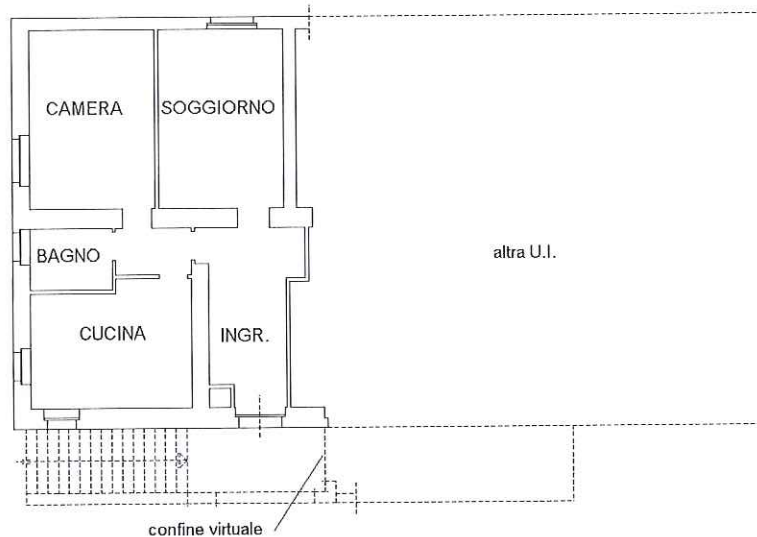 CAMERA
SOGGIORNO
BAGNO
altra U.I.
CUCINA
INGR.
confine virtuale